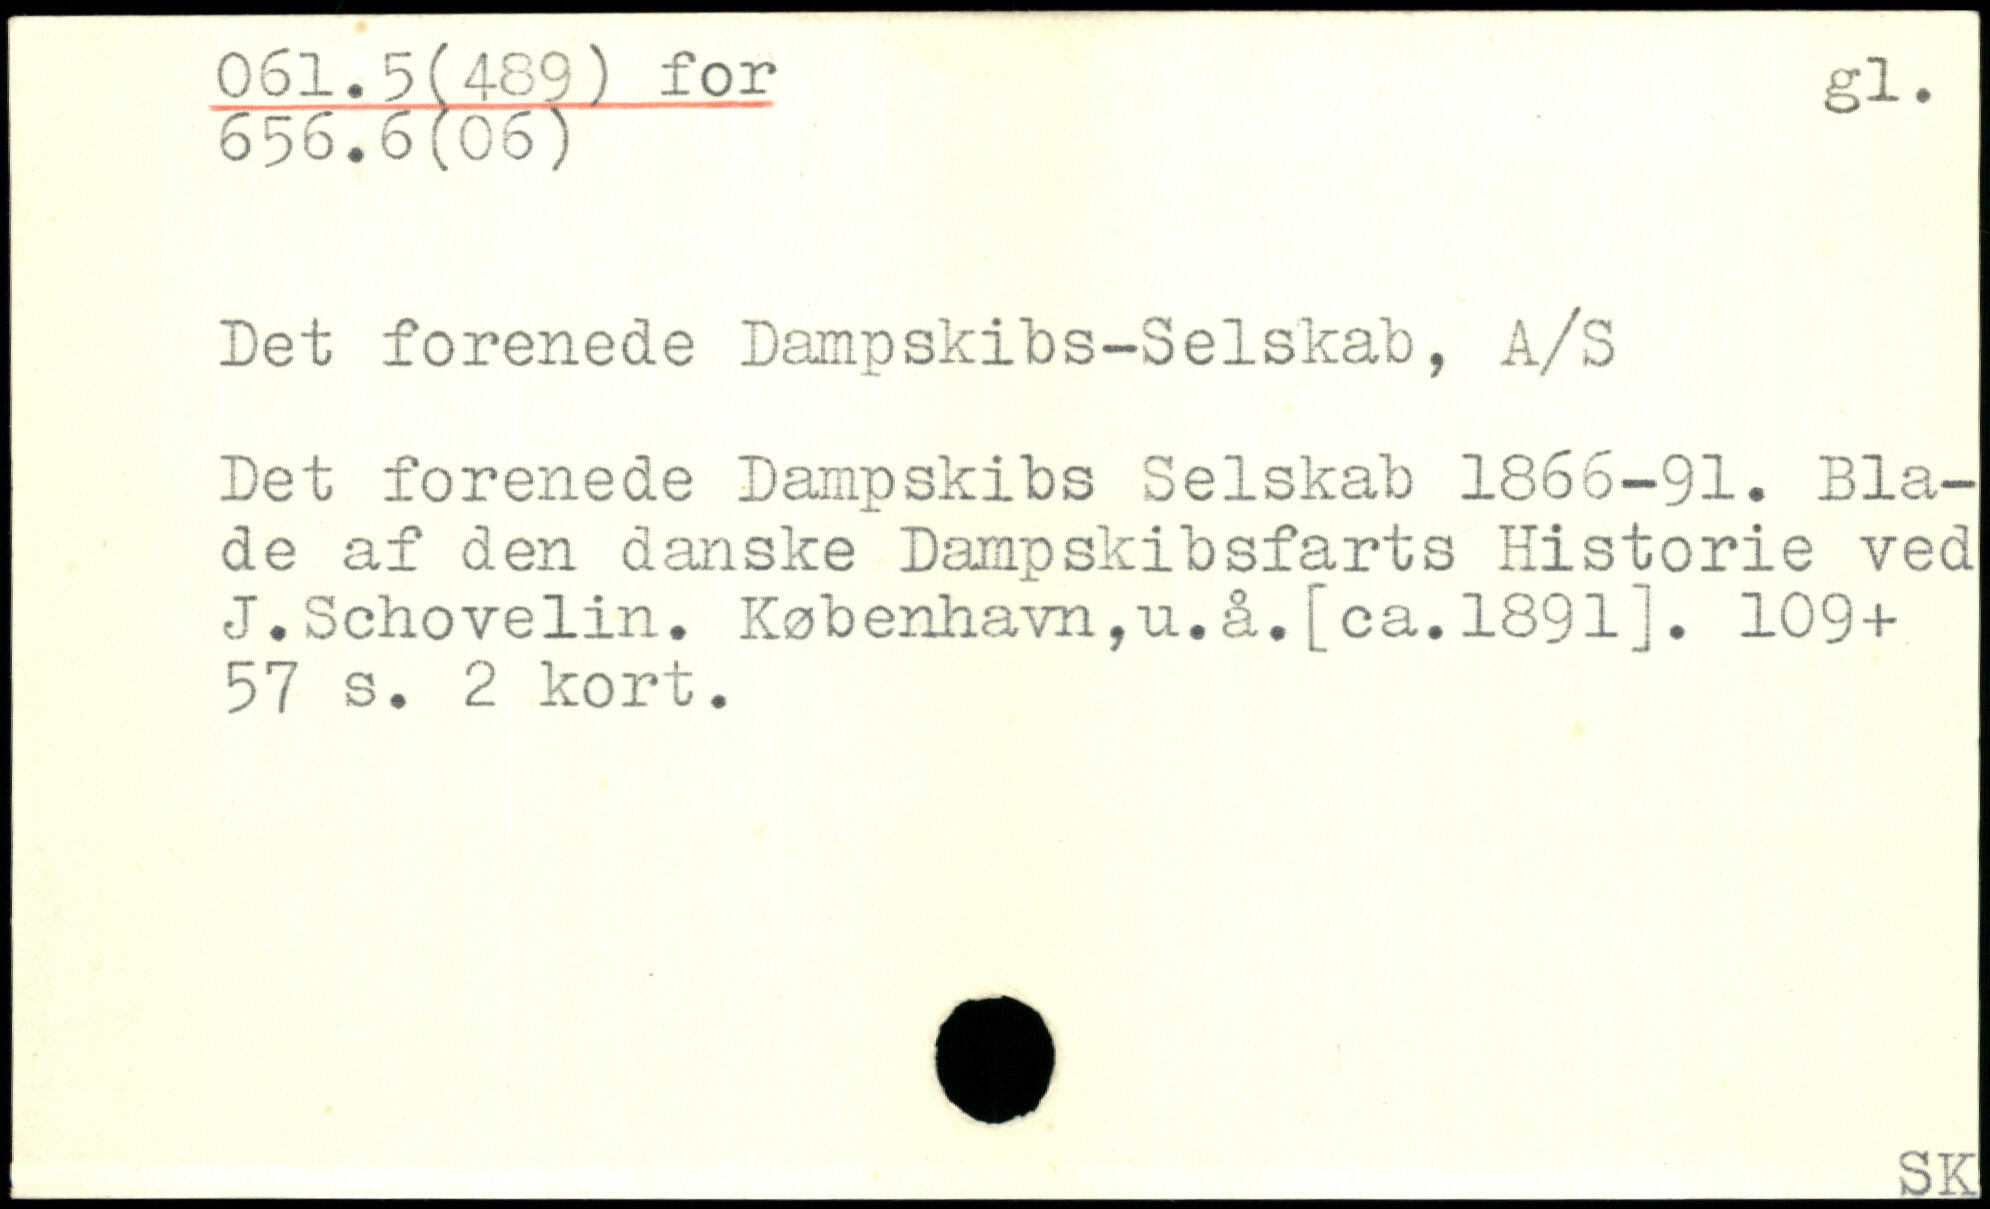 061.5(489) for
gl.
656.6(06)
Det forenede Dampskibs-Selskab, A/S
Det forenede Dampskibs Selskab 1866-91. Bla-
de af den danske Dampskibsfarts Historie ved
J.Schovelin. København,u.å.[ca.1891]. 109+
57 s. 2 kort.
SK